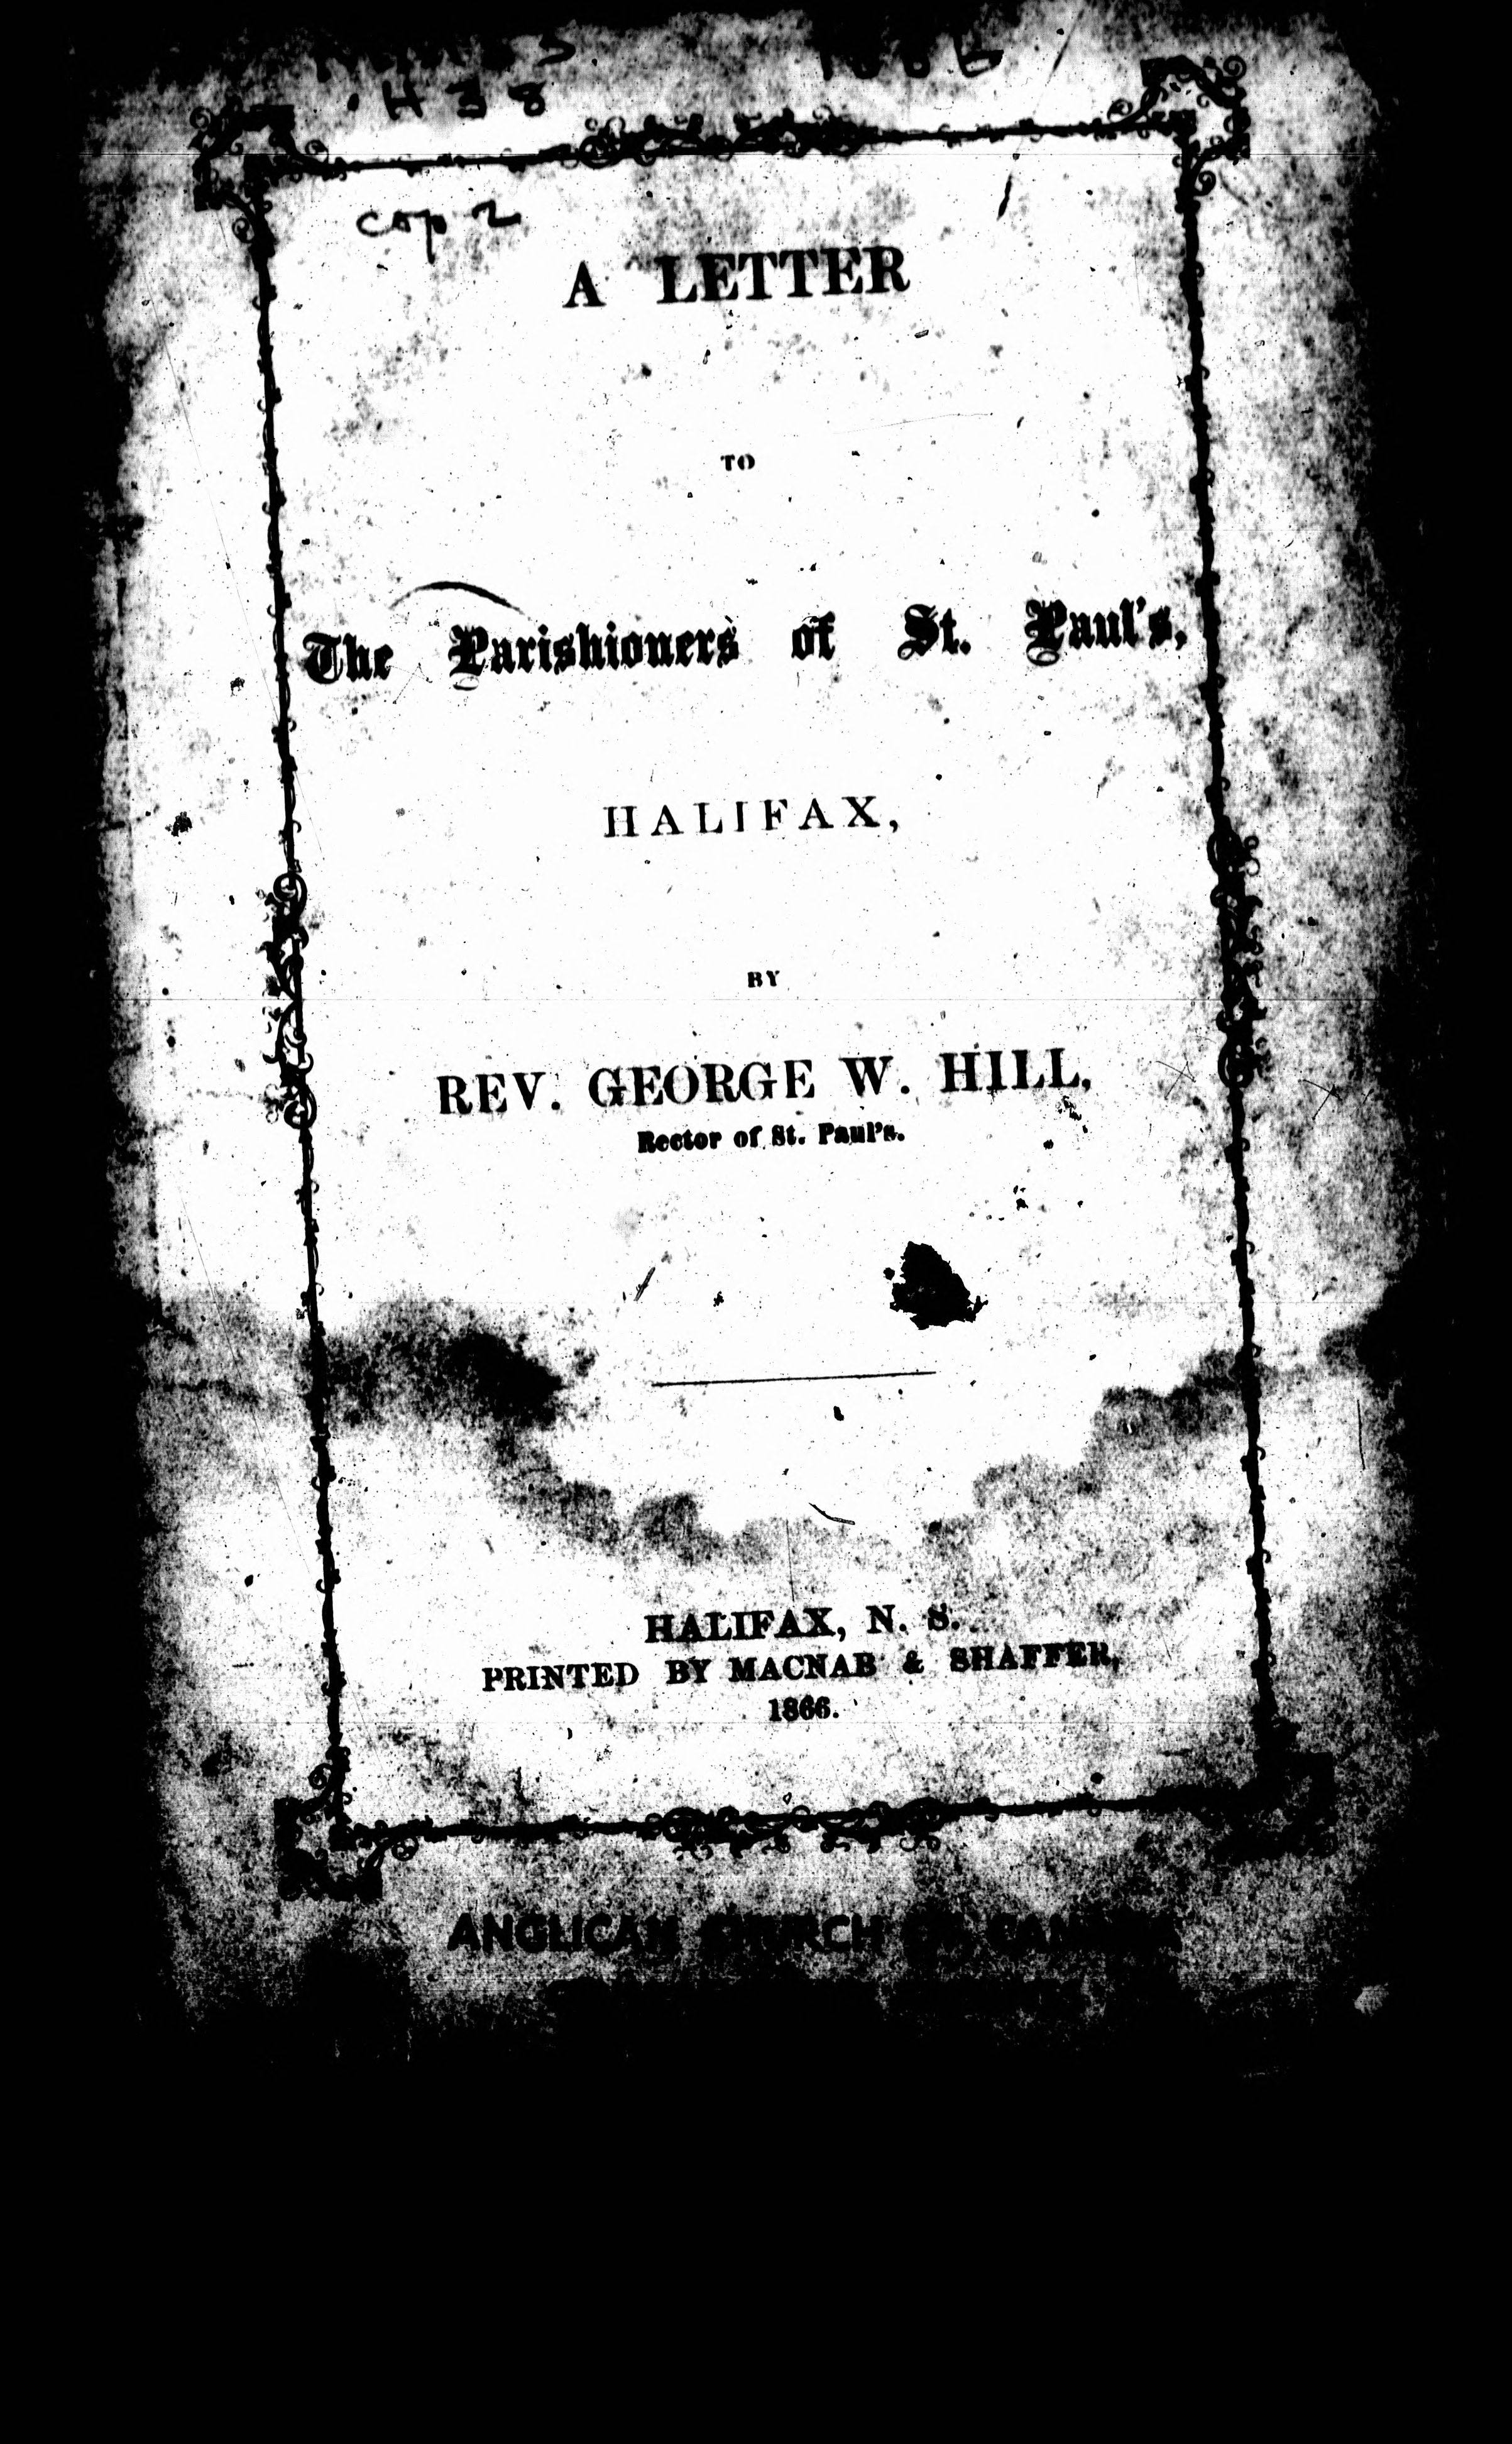 H38
cop 2
A LETTER
TO
The Parishioners of St. Paul's,
HALIFAX,
BY
REV. GEORGE W. HILL,
Rector of St. Paul's.
HALIFAX, N. S.
PRINTED BY MACNAB & SHAFFER,
1866.
ANGLICAN CHURCH OF CANADA